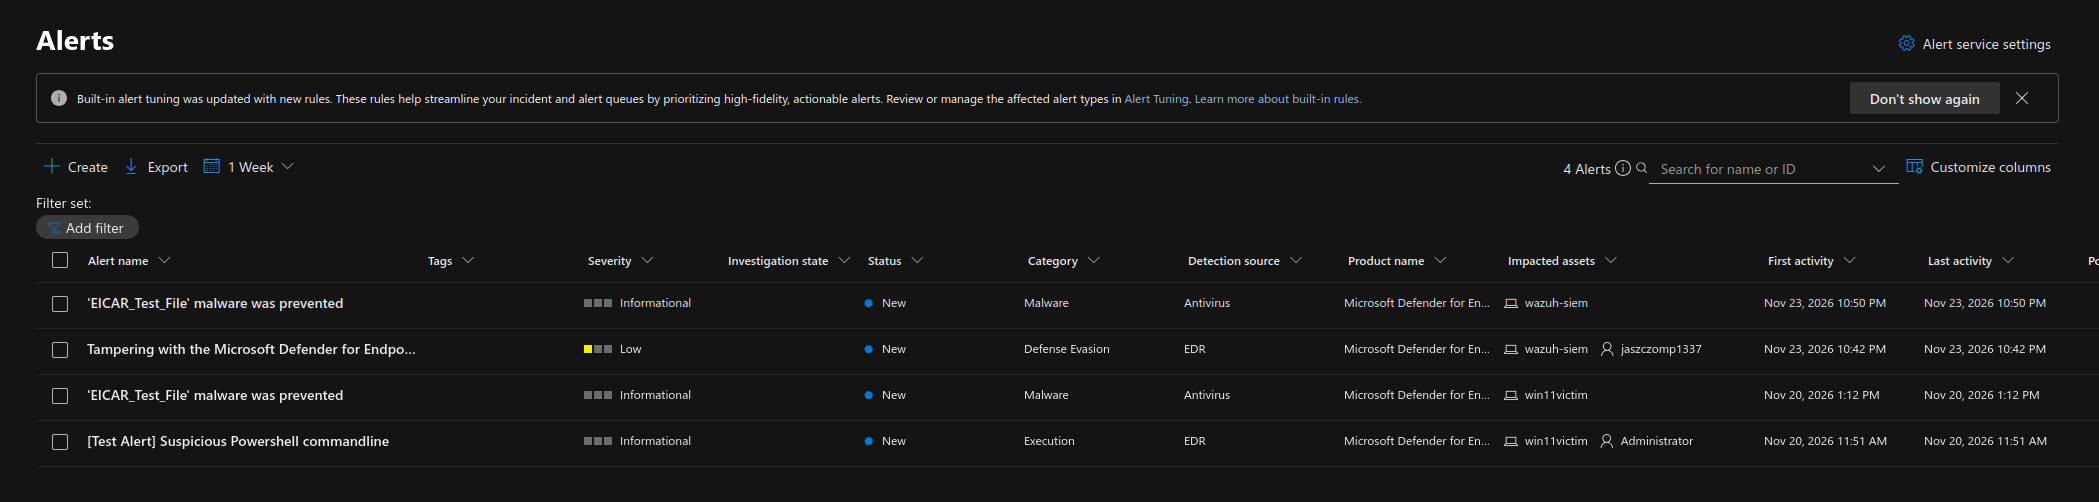 Alerts
Alert service settings
Built-in alert tuning was updated with new rules. These rules help streamline your incident and alert queues by prioritizing high-fidelity, actionable alerts. Review or manage the affected alert types in Alert Tuning. Learn more about built-in rules. Don't show again
Create Export 1 Week 4 Alerts Search for name or ID Customize columns
Filter set:
Add filter
Alert name Tags Severity Investigation state Status Category Detection source Product name Impacted assets First activity Last activity Po
'EICAR_Test_File' malware was prevented Informational New Malware Antivirus Microsoft Defender for En... wazuh-siem Nov 23, 2026 10:50 PM Nov 23, 2026 10:50 PM
Tampering with the Microsoft Defender for Endpo... Low New Defense Evasion EDR Microsoft Defender for En... wazuh-siem jaszczomp1337 Nov 23, 2026 10:42 PM Nov 23, 2026 10:42 PM
'EICAR_Test_File' malware was prevented Informational New Malware Antivirus Microsoft Defender for En... win11victim Nov 20, 2026 1:12 PM Nov 20, 2026 1:12 PM
[Test Alert] Suspicious Powershell commandline Informational New Execution EDR Microsoft Defender for En... win11victim Administrator Nov 20, 2026 11:51 AM Nov 20, 2026 11:51 AM